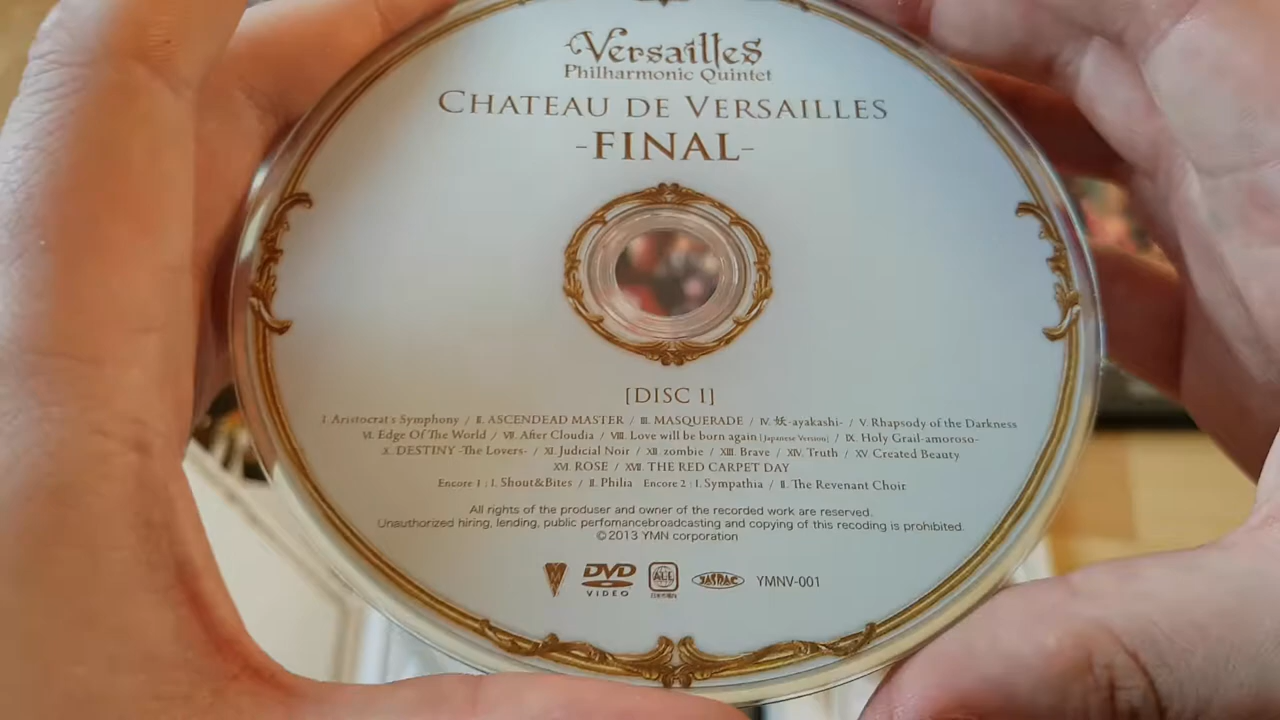 Versailles
Philharmonic Quintet
CHATEAU DE VERSAILLES
-FINAL-
[DISC 1]
I. Aristocrat's Symphony / II. ASCENDEAD MASTER / III. MASQUERADE / IV. 妖-ayakashi- / V. Rhapsody of the Darkness
VI. Edge Of The World / VII. After Cloudia / VIII. Love will be born again [Japanese Version] / IX. Holy Grail-amoroso-
X. DESTINY -The Lovers- / XI. Judicial Noir / XII. zombie / XIII. Brave / XIV. Truth / XV. Created Beauty
XVI. ROSE / XVII. THE RED CARPET DAY
Encore 1 : I. Shout&Bites / II. Philia Encore 2 : I. Sympathia / II. The Revenant Choir
All rights of the produser and owner of the recorded work are reserved.
Unauthorized hiring, lending, public perfomancebroadcasting and copying of this recoding is prohibited.
©2013 YMN corporation
DVD VIDEO ALL JASRAC YMNV-001